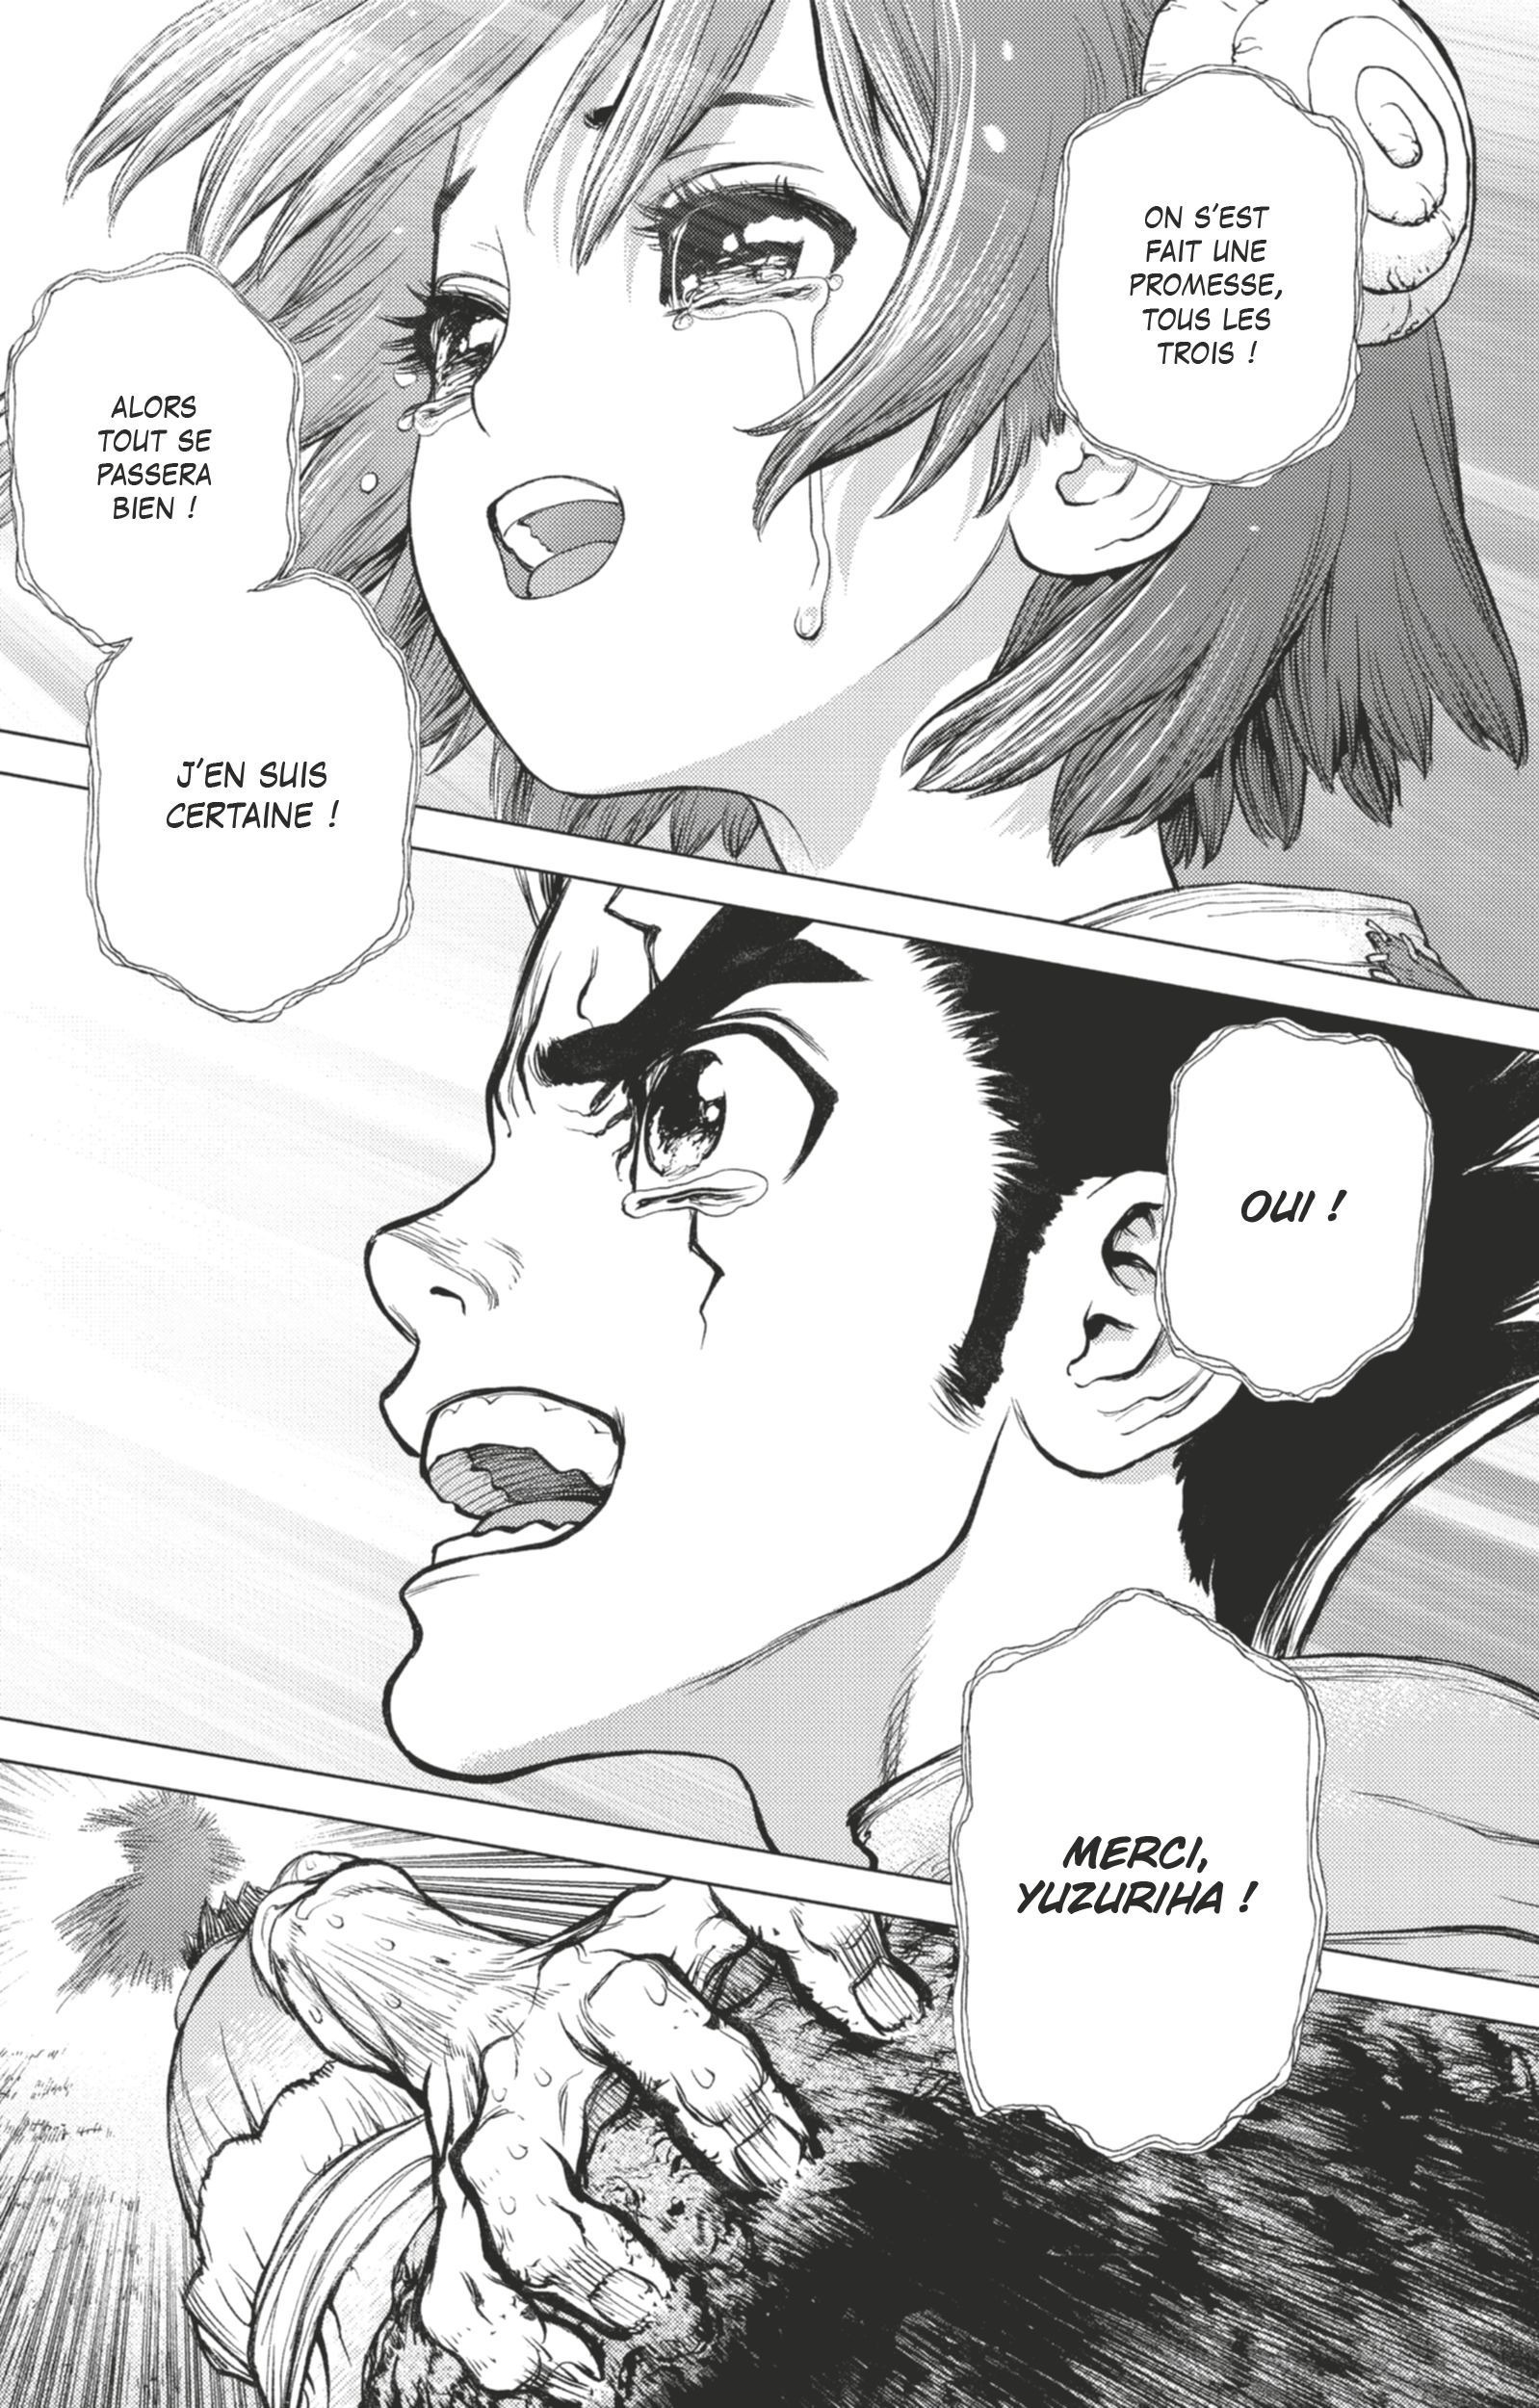 ON S'EST
FAIT UNE
PROMESSE,
TOUS LES
TROIS !
ALORS
TOUT SE
PASSERA
BIEN !
J'EN SUIS
CERTAINE !
OUI !
MERCI,
YUZURIHA !